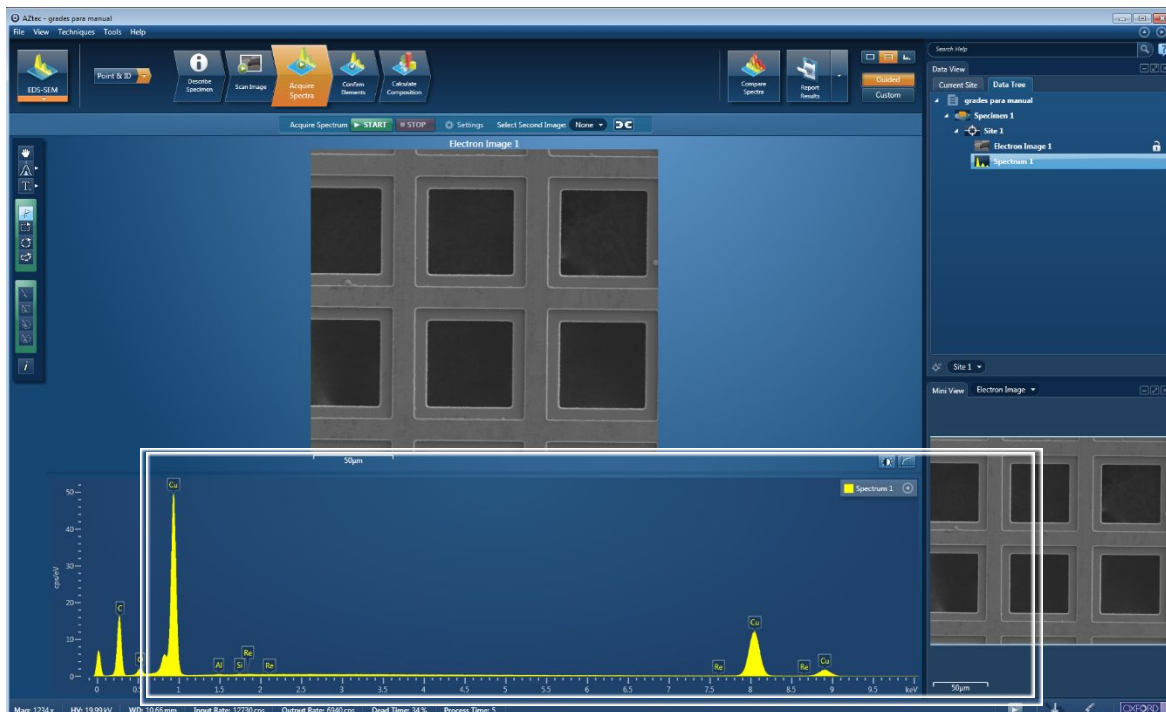 AZtec - grades para manual
File View Techniques Tools Help
EDS-SEM
Point & ID
Describe Specimen
Scan Image
Acquire Spectra
Confirm Elements
Calculate Composition
Compare Spectra
Report Results
Guided
Custom
Acquire Spectrum START STOP Settings Select Second Image: None
Electron Image 1
50µm
Search Help
Data View
Current Site Data Tree
grades para manual
Specimen 1
Site 1
Electron Image 1
Spectrum 1
Site 1
Mini View Electron Image
50µm
Spectrum 1
cps/eV
50
40
30
20
10
0
C
O
Cu
Al
Si
Re
Re
Re
Cu
Re
Cu
0 0.5 1 1.5 2 2.5 3 3.5 4 4.5 5 5.5 6 6.5 7 7.5 8 8.5 9 9.5 keV
Mag: 1234 x HV: 19.99 kV WD: 10.66 mm Input Rate: 12730 cps Output Rate: 6940 cps Dead Time: 34 % Process Time: 5
OXFORD